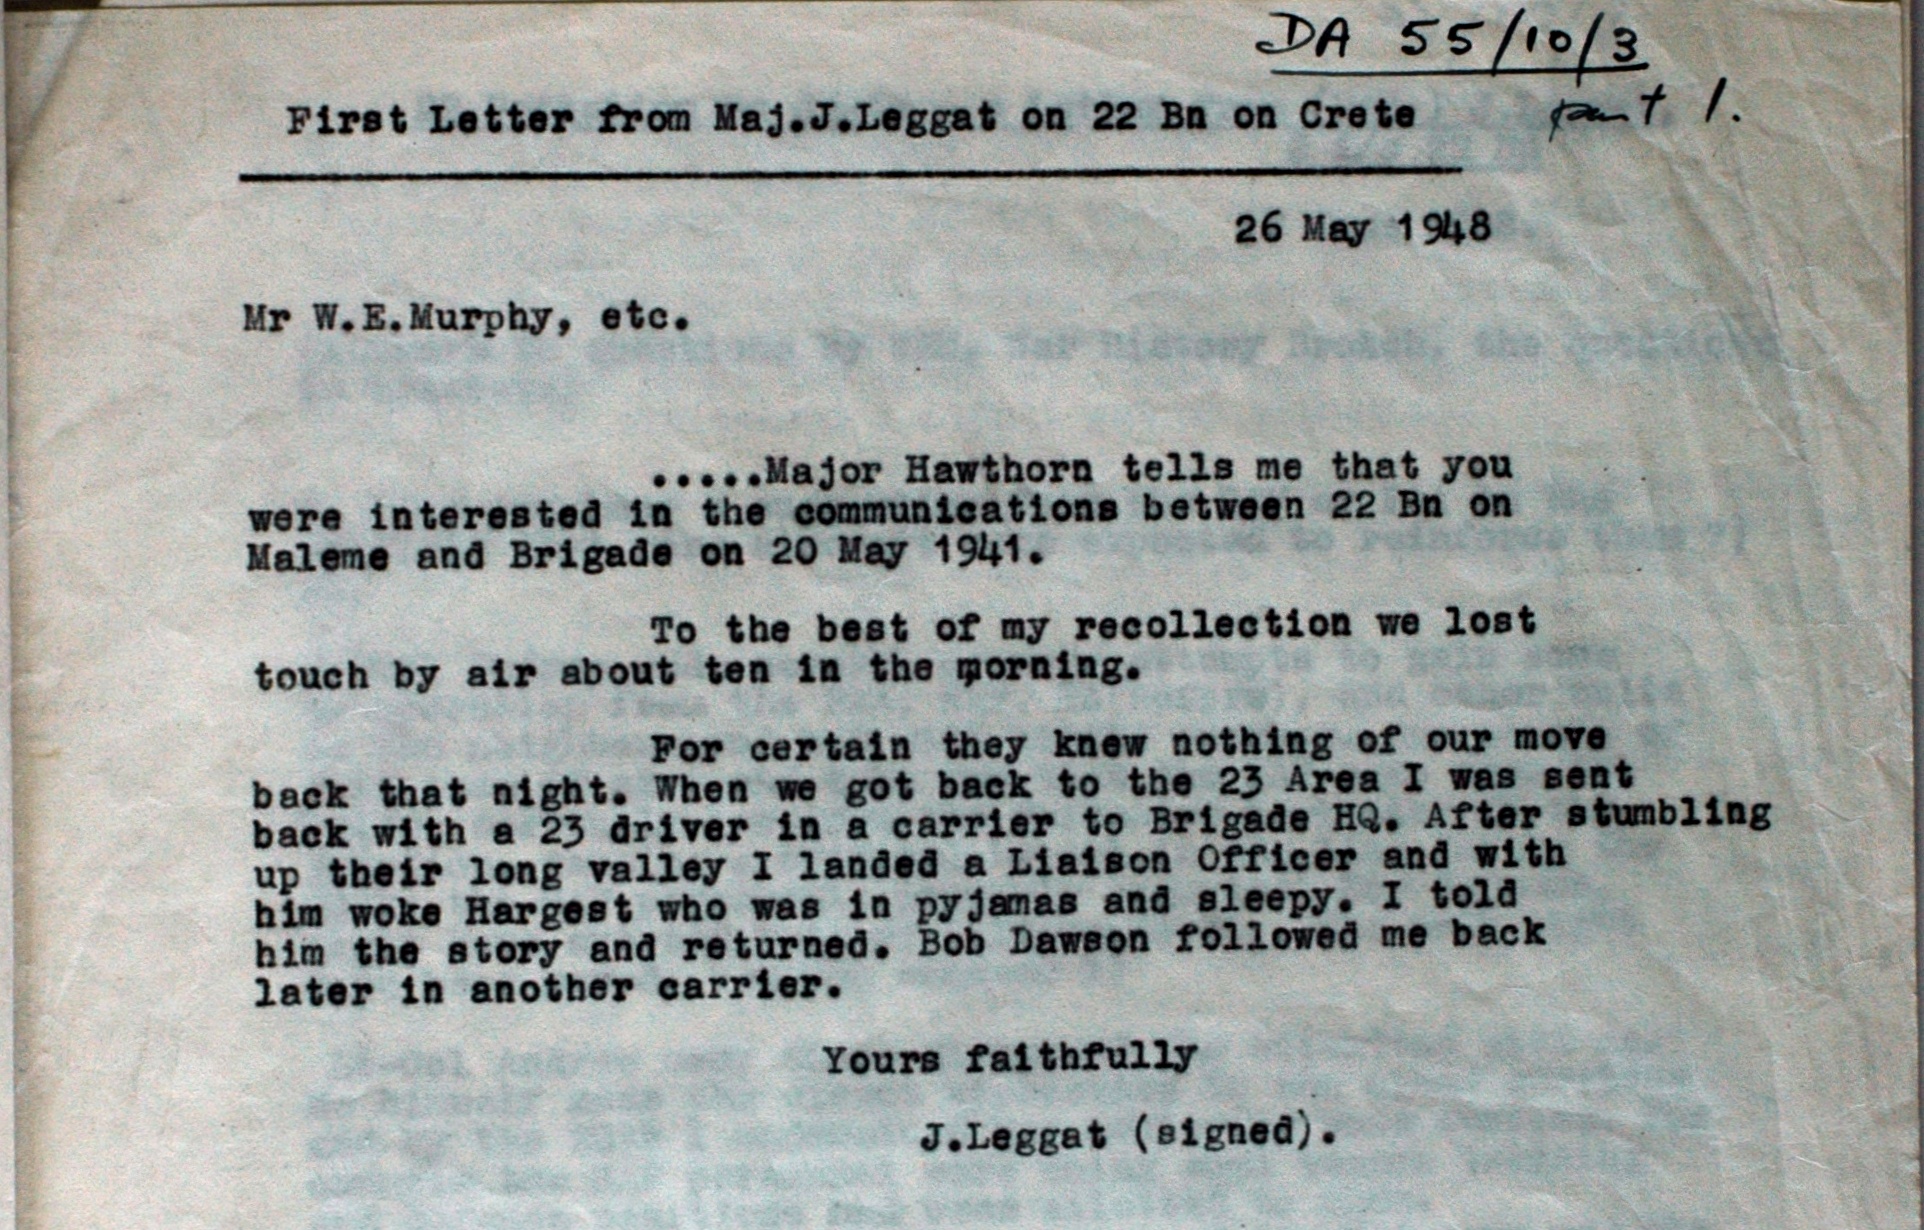 DA 55/10/3
part 1.
First Letter from Maj.J.Leggat on 22 Bn on Crete
26 May 1948
Mr W.E.Murphy, etc.
.....Major Hawthorn tells me that you
were interested in the communications between 22 Bn on
Maleme and Brigade on 20 May 1941.
To the best of my recollection we lost
touch by air about ten in the morning.
For certain they knew nothing of our move
back that night. When we got back to the 23 Area I was sent
back with a 23 driver in a carrier to Brigade HQ. After stumbling
up their long valley I landed a Liaison Officer and with
him woke Hargest who was in pyjamas and sleepy. I told
him the story and returned. Bob Dawson followed me back
later in another carrier.
Yours faithfully
J.Leggat (signed).